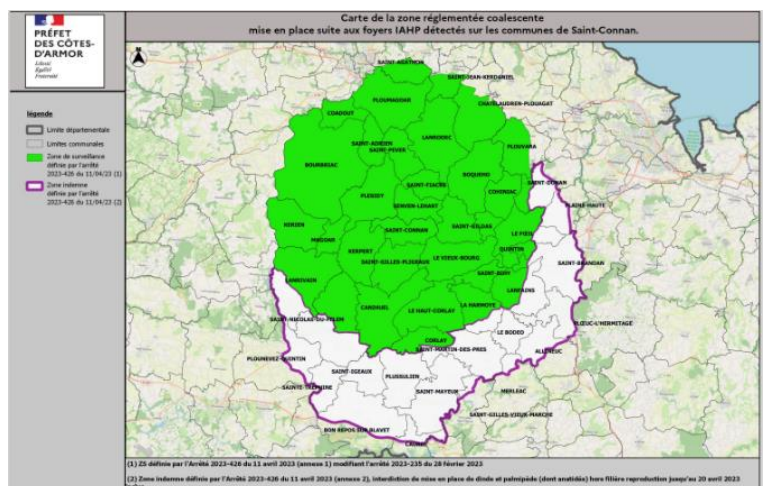 PRÉFET
DES CÔTES-
D'ARMOR
Liberté
Égalité
Fraternité
Carte de la zone réglementée coalescente
mise en place suite aux foyers IAHP détectés sur les communes de Saint-Connan.
légende
Limite départementale
Limites communales
Zone de surveillance
définie par l'arrêté
2023-426 du 11/04/23 (1)
Zone indemne
définie par l'arrêté
2023-426 du 11/04/23 (2)
SAINT-AGATHON
SAINT-JEAN-KERDANIEL
PLOUMAGOAR
CHATELAUDREN-PLOUAGAT
COADOUT
LANRODEC
SAINT-ADRIEN
SAINT-PEVER
PLOUVARA
BOURBRIAC
BOQUEHO
SAINT-FIACRE
COHINIAC
SAINT-DONAN
PLESIDY
SENVEN-LEHART
PLAINE-HAUTE
KERIEN
SAINT-CONNAN
SAINT-GILDAS
LE FOEIL
MAGOAR
KERPERT
QUINTIN
SAINT-GILLES-PLIGEAUX
LE VIEUX-BOURG
SAINT-BRANDAN
SAINT-BIHY
LANRIVAIN
LANFAINS
CANIHUEL
LE HAUT-CORLAY
LA HARMOYE
SAINT-NICOLAS-DU-PELEM
PLOEUC-L'HERMITAGE
LE BODEO
CORLAY
SAINT-MARTIN-DES-PRES
ALLINEUC
PLOUNEVEZ-QUINTIN
SAINT-IGEAUX
PLUSSULIEN
SAINTE-TREPHINE
SAINT-MAYEUX
MERLEAC
SAINT-GILLES-VIEUX-MARCHE
BON REPOS SUR BLAVET
CAUREL
(1) ZS définie par l'Arrêté 2023-426 du 11 avril 2023 (annexe 1) modifiant l'arrêté 2023-235 du 28 février 2023
(2) Zone indemne définie par l'Arrêté 2023-426 du 11 avril 2023 (annexe 2), interdiction de mise en place de dinde et palmipède (dont anatidés) hors filière reproduction jusqu'au 20 avril 2023